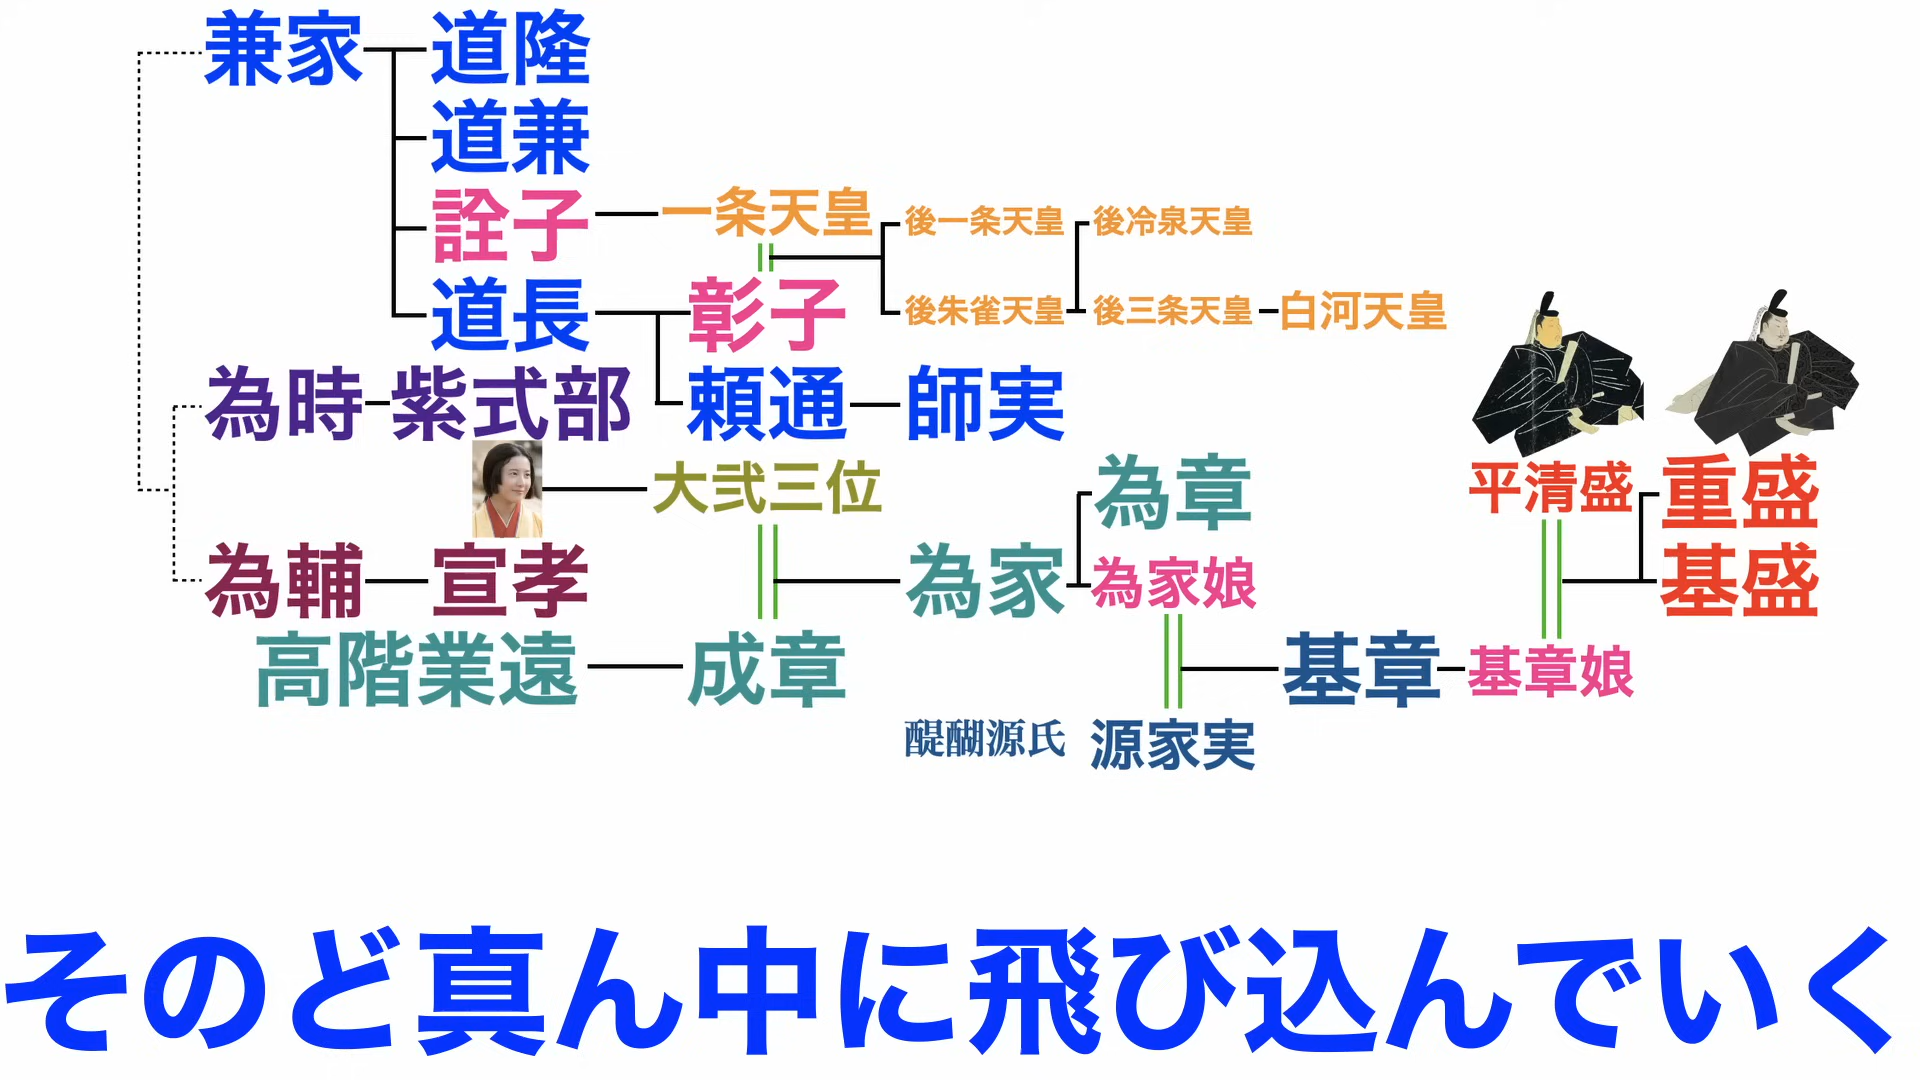 兼家 道隆
道兼
詮子 一条天皇 後一条天皇 後冷泉天皇
道長 彰子 後朱雀天皇 後三条天皇 白河天皇
為時 紫式部 頼通 師実
大弐三位 為章 平清盛 重盛
為輔 宣孝 為家 為家娘 基盛
高階業遠 成章 基章 基章娘
醍醐源氏 源家実
そのど真ん中に飛び込んでいく